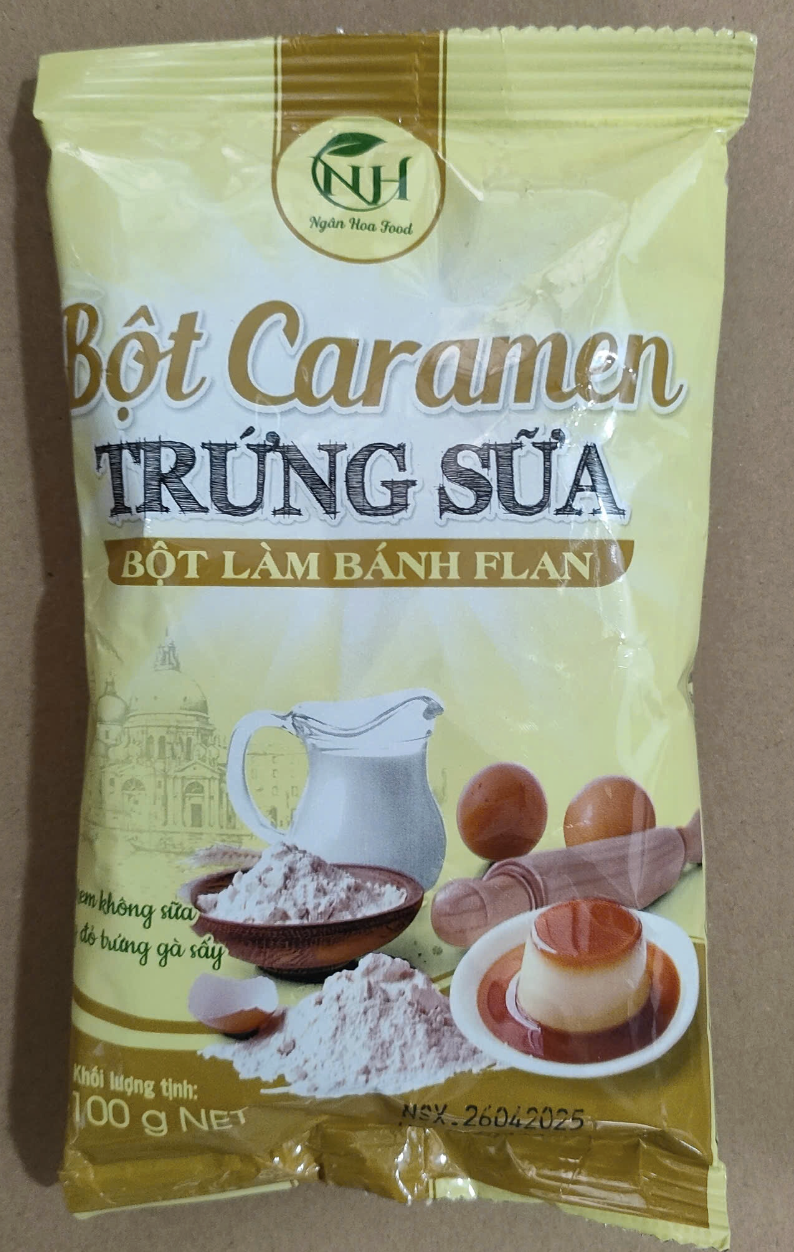 NH
Ngân Hoa Food
Bột Caramen
TRỨNG SỮA
BỘT LÀM BÁNH FLAN
không sữa
đỏ trứng gà sấy
Khối lượng tịnh:
100 g NET
NSX.26042025